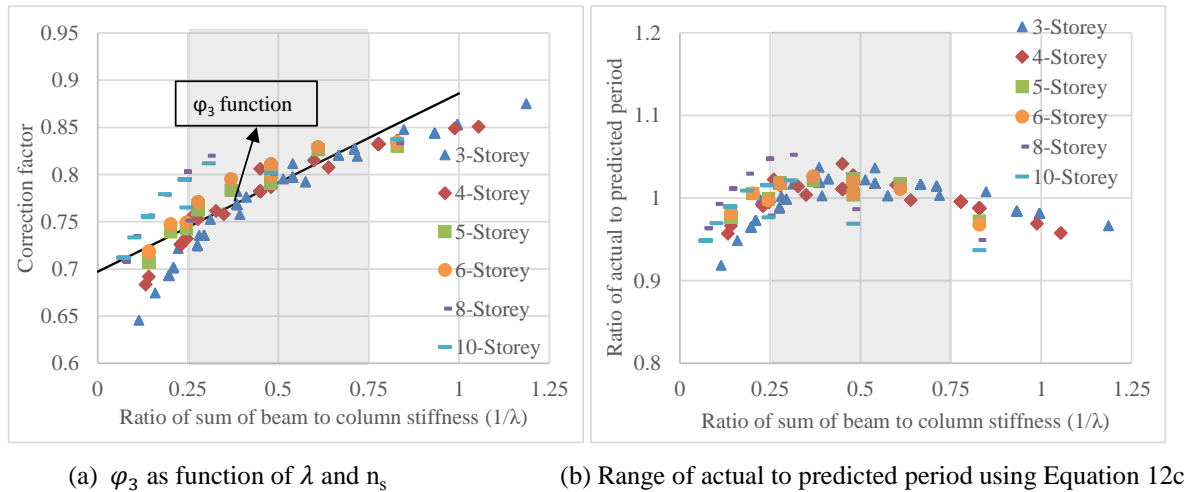 0.95
0.9
0.85
0.8
0.75
0.7
0.65
0.6
0
0.25
0.5
0.75
1
1.25
Correction factor
Ratio of sum of beam to column stiffness (1/λ)
φ₃ function
3-Storey
4-Storey
5-Storey
6-Storey
8-Storey
10-Storey
(a) φ₃ as function of λ and nₛ
1.2
1.1
1.0
0.9
0.8
0
0.25
0.5
0.75
1
1.25
Ratio of actual to predicted period
Ratio of sum of beam to column stiffness (1/λ)
3-Storey
4-Storey
5-Storey
6-Storey
8-Storey
10-Storey
(b) Range of actual to predicted period using Equation 12c